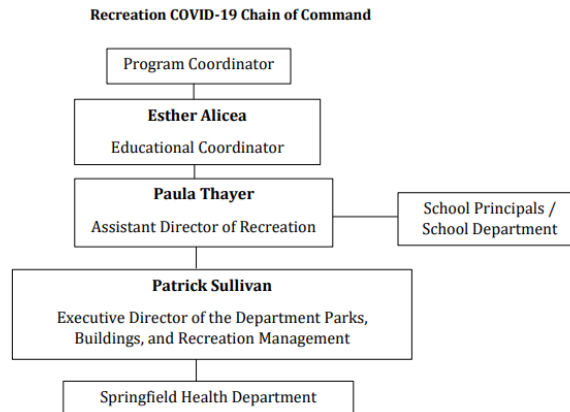 Recreation COVID-19 Chain of Command
Program Coordinator
Esther Alicea
Educational Coordinator
Paula Thayer
Assistant Director of Recreation
School Principals /
School Department
Patrick Sullivan
Executive Director of the Department Parks,
Buildings, and Recreation Management
Springfield Health Department